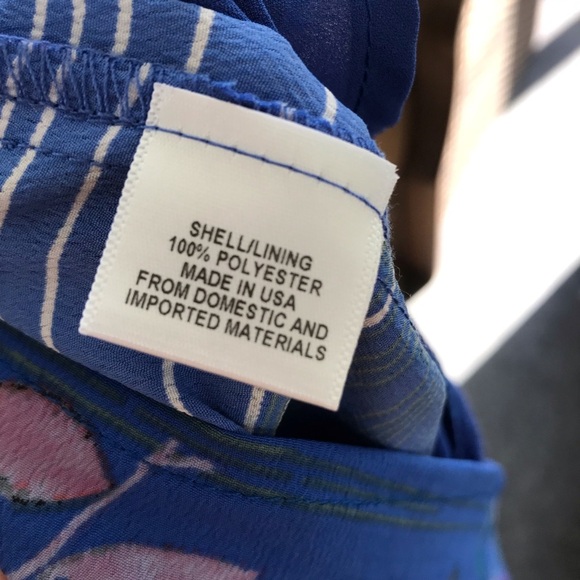 SHELL/LINING
100% POLYESTER
MADE IN USA
FROM DOMESTIC AND
IMPORTED MATERIALS